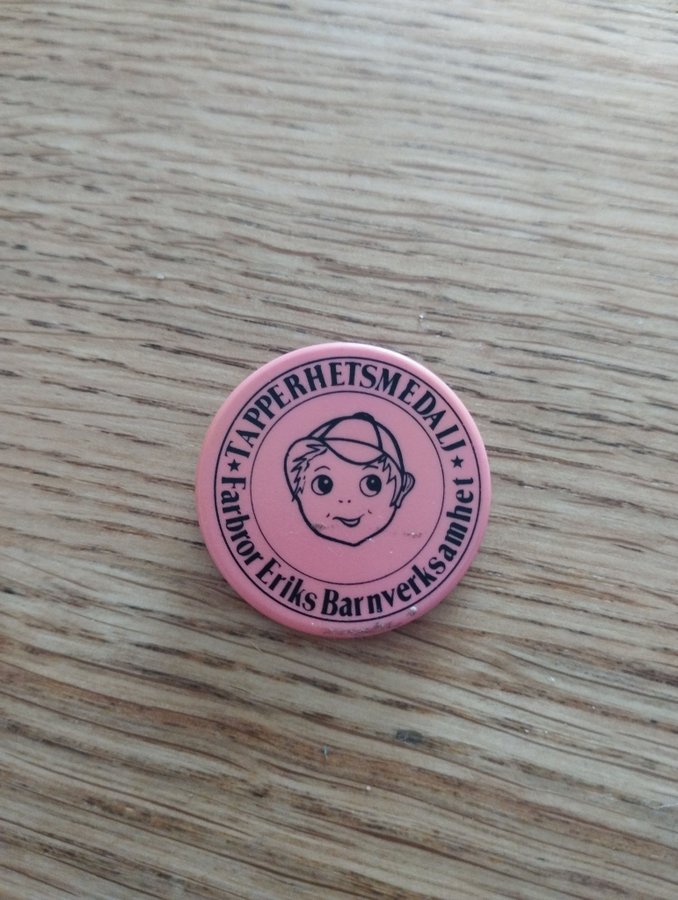 TAPPERHETSMEDALJ
Farbror Eriks Barnverksamhet